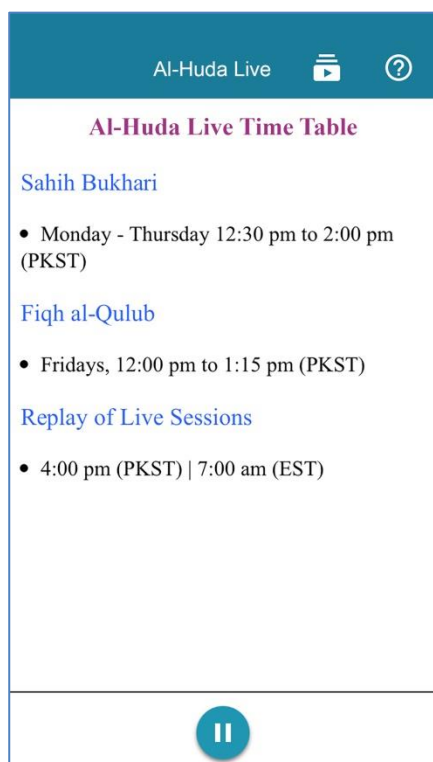 Al-Huda Live
Al-Huda Live Time Table
Sahih Bukhari
• Monday - Thursday 12:30 pm to 2:00 pm
(PKST)
Fiqh al-Qulub
• Fridays, 12:00 pm to 1:15 pm (PKST)
Replay of Live Sessions
• 4:00 pm (PKST) | 7:00 am (EST)